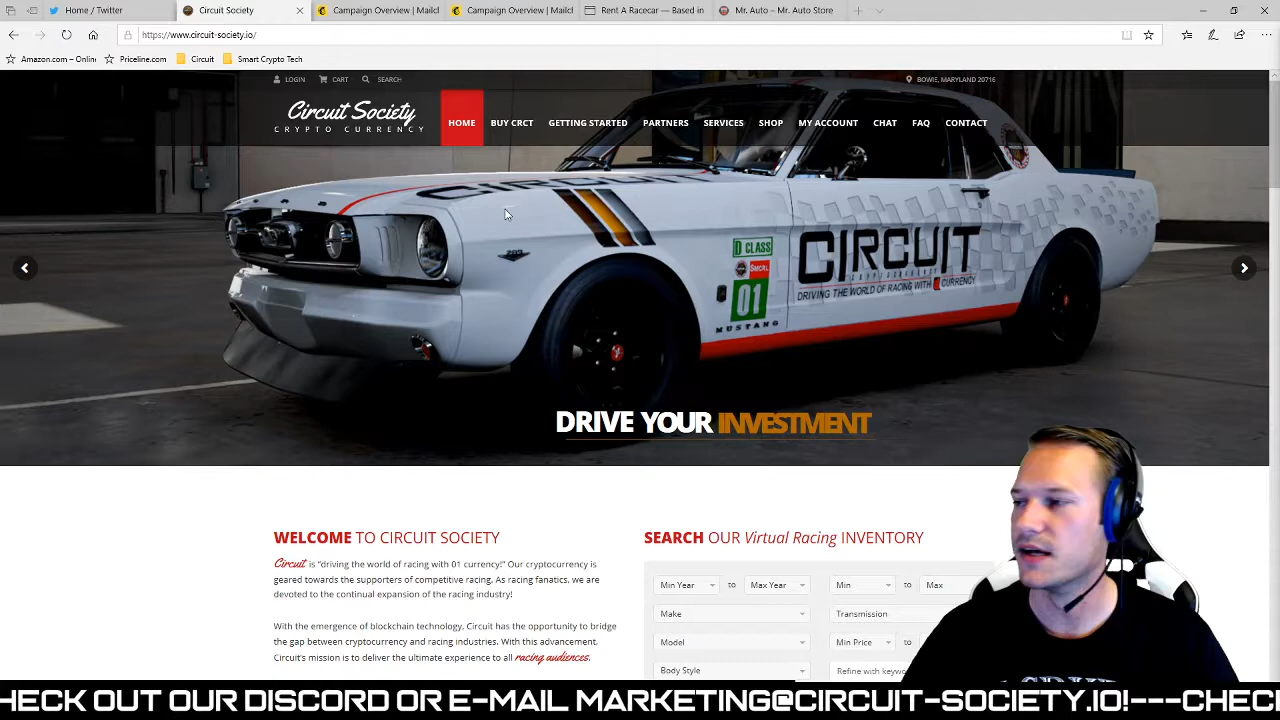 Home / Twitter
Circuit Society
Campaign Overview | Mailcl
Campaign Overview | Mailcl
Rent A Racecar — Based in
Mr. Auto – Mr. Auto Store
https://www.circuit-society.io/
Amazon.com – Onlin
Priceline.com
Circuit
Smart Crypto Tech
LOGIN
CART
SEARCH
BOWIE, MARYLAND 20716
Circuit Society
CRYPTO CURRENCY
HOME
BUY CRCT
GETTING STARTED
PARTNERS
SERVICES
SHOP
MY ACCOUNT
CHAT
FAQ
CONTACT
CIRCUIT
D CLASS
01
MUSTANG
CIRCUIT
DRIVING THE WORLD OF RACING WITH CURRENCY
DRIVE YOUR INVESTMENT
WELCOME TO CIRCUIT SOCIETY
Circuit is "driving the world of racing with 01 currency!" Our cryptocurrency is
geared towards the supporters of competitive racing. As racing fanatics, we are
devoted to the continual expansion of the racing industry!
With the emergence of blockchain technology, Circuit has the opportunity to bridge
the gap between cryptocurrency and racing industries. With this advancement,
Circuit's mission is to deliver the ultimate experience to all racing audiences.
SEARCH OUR Virtual Racing INVENTORY
Min Year to Max Year
Min to Max
Make
Transmission
Model
Min Price to
Body Style
Refine with keywo
HECK OUT OUR DISCORD OR E-MAIL MARKETING@CIRCUIT-SOCIETY.IO!---CHEC